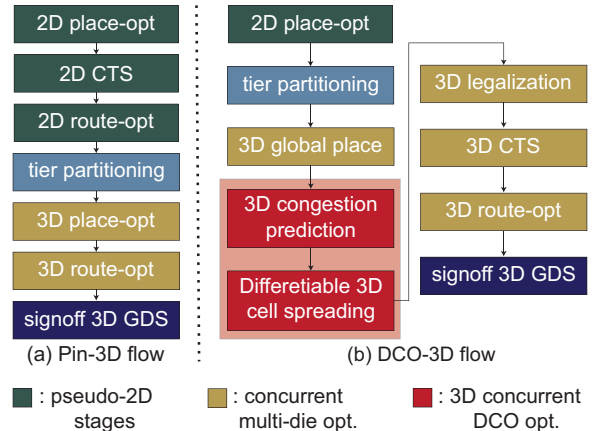 2D place-opt
2D CTS
2D route-opt
tier partitioning
3D place-opt
3D route-opt
signoff 3D GDS
(a) Pin-3D flow
2D place-opt
tier partitioning
3D global place
3D congestion
prediction
Differetiable 3D
cell spreading
3D legalization
3D CTS
3D route-opt
signoff 3D GDS
(b) DCO-3D flow
: pseudo-2D
stages
: concurrent
multi-die opt.
: 3D concurrent
DCO opt.